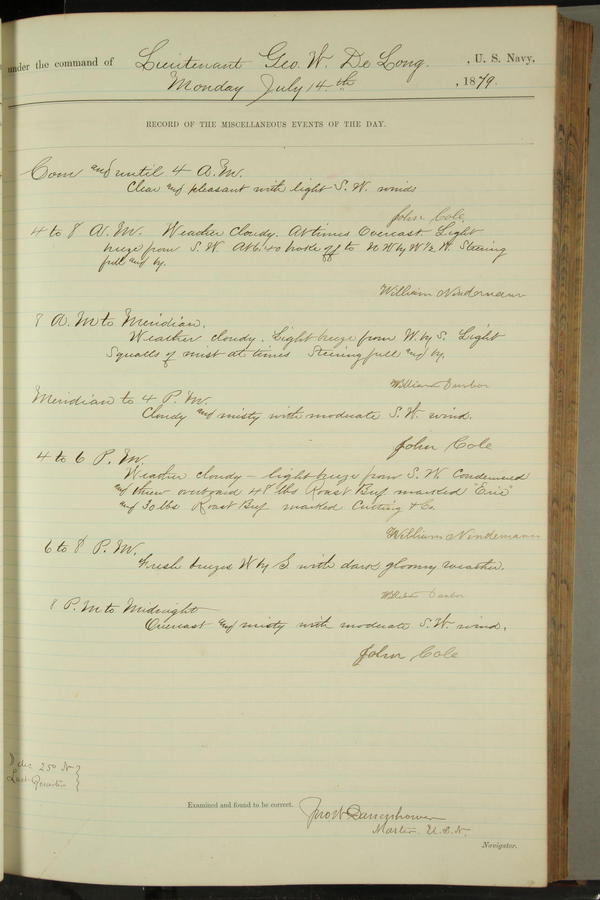 under the command of Lieutenant Geo. W. De Long. , U. S. Navy,
Monday July 14th , 1879.
RECORD OF THE MISCELLANEOUS EVENTS OF THE DAY.
Com and until 4 A.M.
Clear and pleasant with light S.W. winds
John Cole.
4 to 8 A.M. Weather Cloudy. At times Overcast Light
breeze from S.W. At 6.40 broke off to N W by W 1/2 W. Steering
full and by.
William Nindemann
8 A.M to Meridian.
Weather cloudy. Light breeze from W. by S. Light
Squalls of mist at times Steering full and by.
William Dunbar
Meridian to 4 P.M.
Cloudy and misty with moderate S.W. wind.
John Cole
4 to 6 P.M.
Weather cloudy – light breeze from S.W. Condemned
and threw overboard 48 lbs Roast Beef marked "Erie"
and 30 lbs Roast Beef marked Cutting & Co.
William Nindemann
6 to 8 P.M.
Fresh breeze W by S with dark gloomy weather.
William Dunbar
8 P.M to Midnight
Overcast and misty with moderate S.W. wind.
John Cole
dec. 25° N
Last Quarter
Examined and found to be correct. Jno W Danenhower
Master. U.S.N.
Navigator.